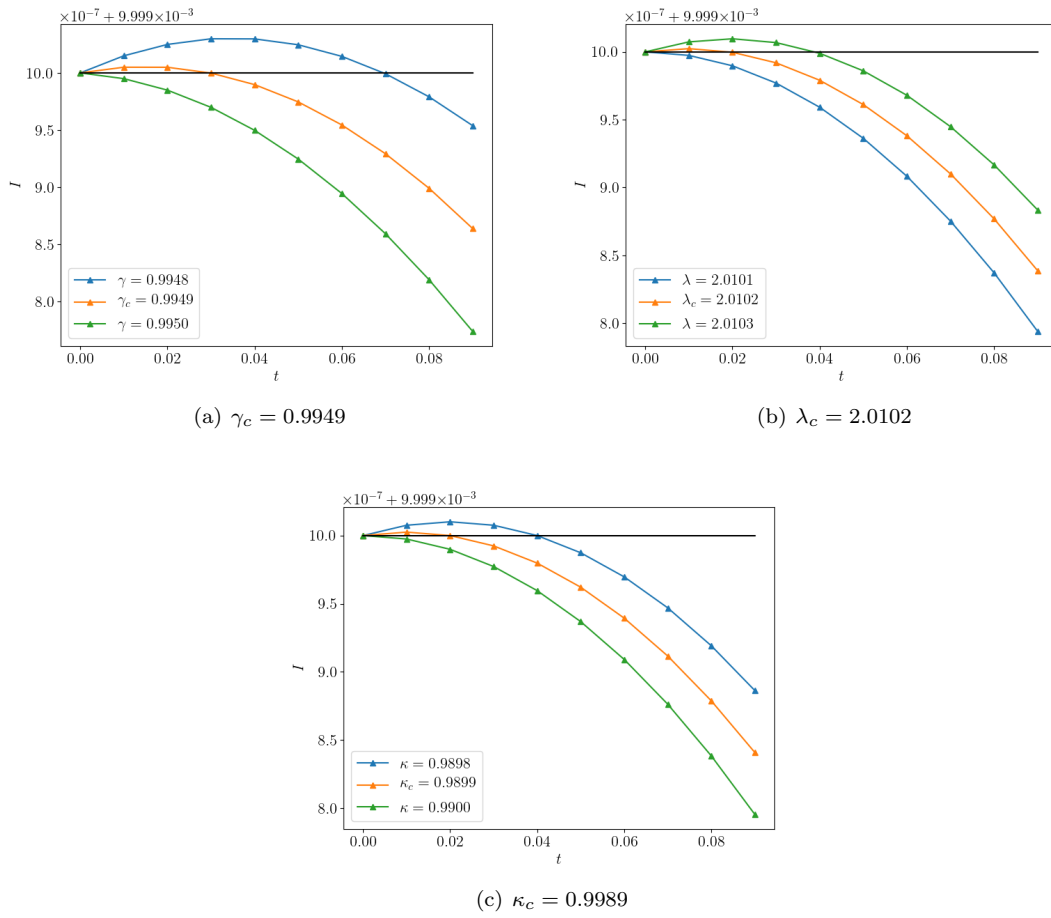 ×10⁻⁷ + 9.999×10⁻³
10.0
9.5
9.0
8.5
8.0
I
0.00 0.02 0.04 0.06 0.08
t
γ = 0.9948
γ_c = 0.9949
γ = 0.9950
(a) γ_c = 0.9949
×10⁻⁷ + 9.999×10⁻³
10.0
9.5
9.0
8.5
8.0
I
0.00 0.02 0.04 0.06 0.08
t
λ = 2.0101
λ_c = 2.0102
λ = 2.0103
(b) λ_c = 2.0102
×10⁻⁷ + 9.999×10⁻³
10.0
9.5
9.0
8.5
8.0
I
0.00 0.02 0.04 0.06 0.08
t
κ = 0.9898
κ_c = 0.9899
κ = 0.9900
(c) κ_c = 0.9989